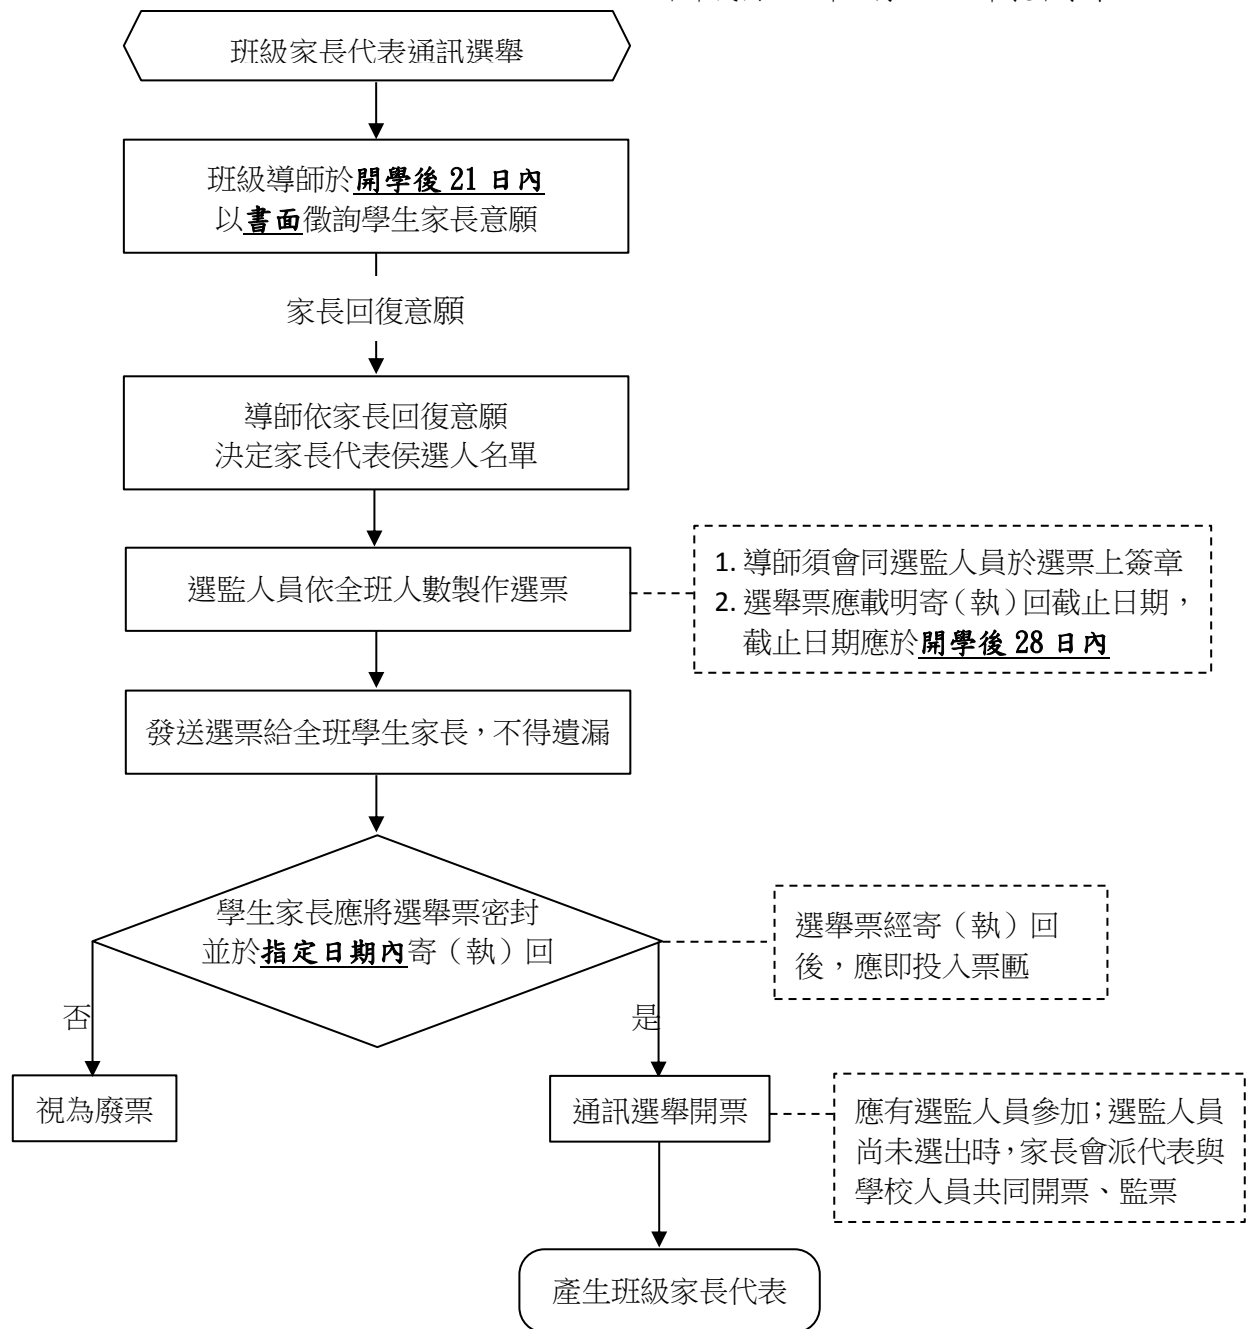 班級家長代表通訊選舉
班級導師於開學後 21 日內
以書面徵詢學生家長意願
家長回復意願
導師依家長回復意願
決定家長代表侯選人名單
選監人員依全班人數製作選票
1. 導師須會同選監人員於選票上簽章
2. 選舉票應載明寄（執）回截止日期，
截止日期應於開學後 28 日內
發送選票給全班學生家長，不得遺漏
學生家長應將選舉票密封
並於指定日期內寄（執）回
選舉票經寄（執）回
後，應即投入票匭
否
是
視為廢票
通訊選舉開票
應有選監人員參加；選監人員
尚未選出時，家長會派代表與
學校人員共同開票、監票
產生班級家長代表